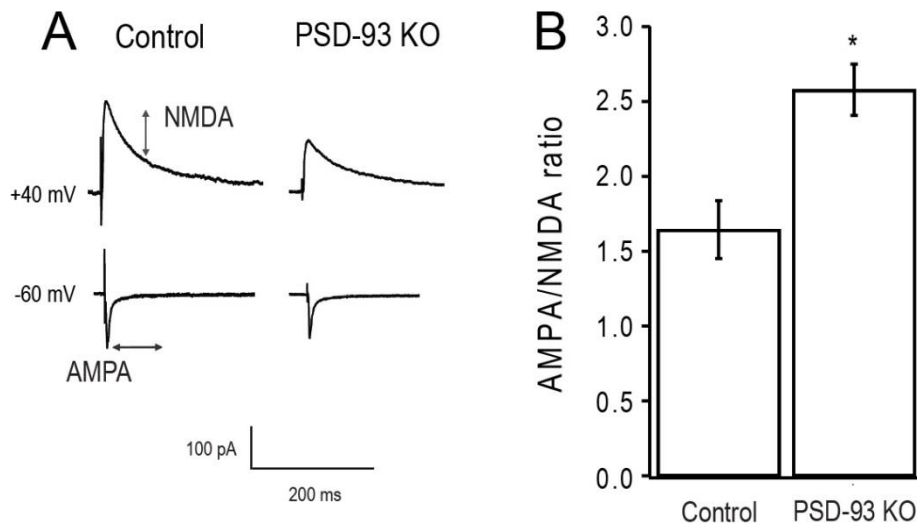 A
Control
PSD-93 KO
NMDA
+40 mV
-60 mV
AMPA
100 pA
200 ms
B
AMPA/NMDA ratio
3.0
2.5
2.0
1.5
1.0
0.5
0.0
*
Control
PSD-93 KO